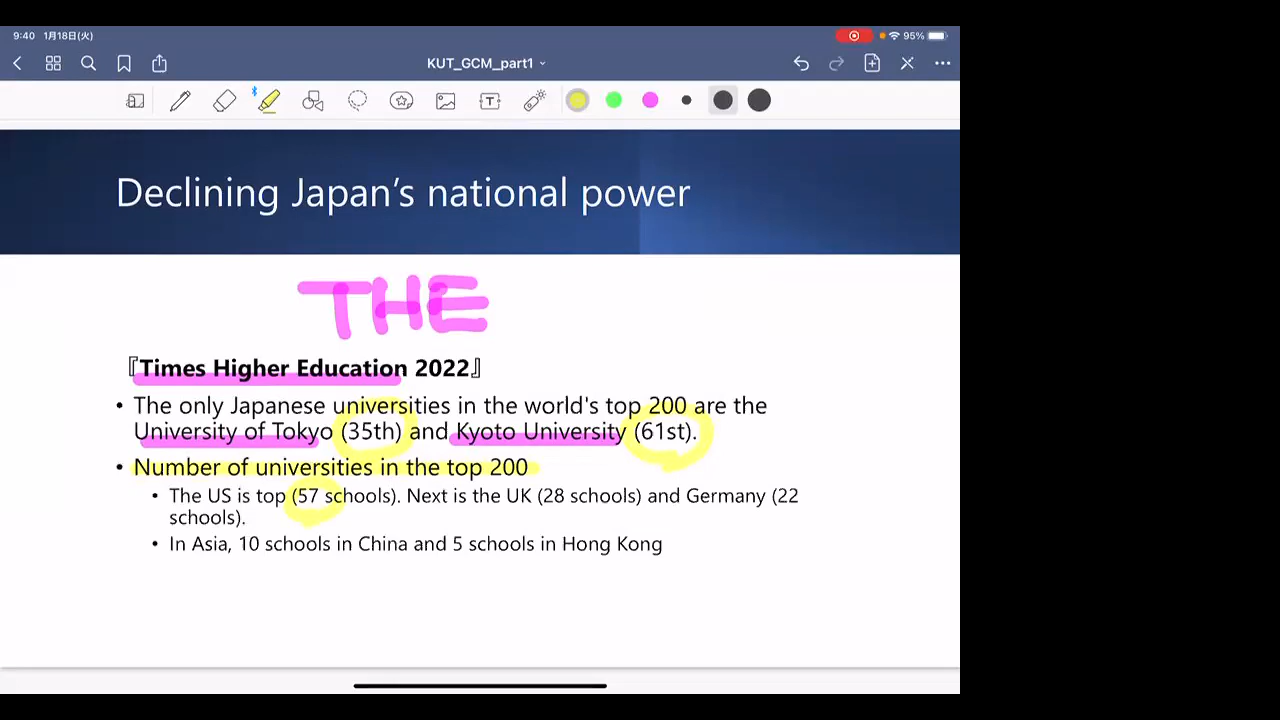 9:40 1月18日(火) 95%
KUT_GCM_part1
Declining Japan's national power
THE
『Times Higher Education 2022』
• The only Japanese universities in the world's top 200 are the
University of Tokyo (35th) and Kyoto University (61st).
• Number of universities in the top 200
• The US is top (57 schools). Next is the UK (28 schools) and Germany (22
schools).
• In Asia, 10 schools in China and 5 schools in Hong Kong